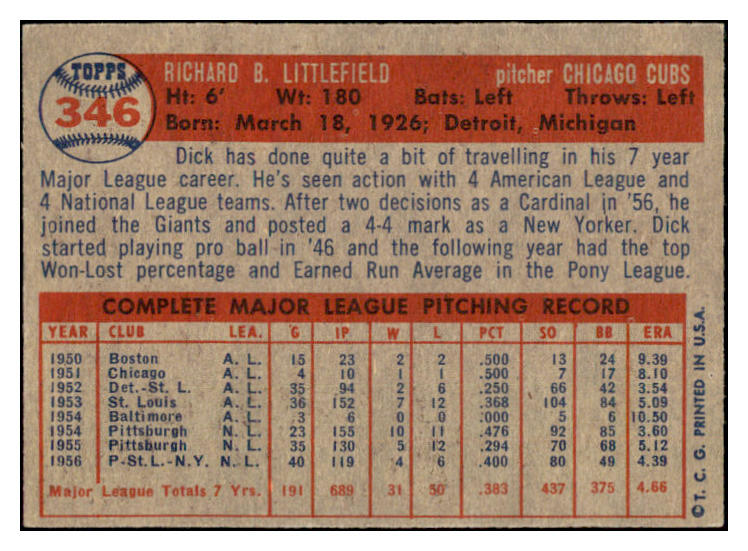 TOPPS
346
RICHARD B. LITTLEFIELD pitcher CHICAGO CUBS
Ht: 6' Wt: 180 Bats: Left Throws: Left
Born: March 18, 1926; Detroit, Michigan
Dick has done quite a bit of travelling in his 7 year
Major League career. He's seen action with 4 American League and
4 National League teams. After two decisions as a Cardinal in '56, he
joined the Giants and posted a 4-4 mark as a New Yorker. Dick
started playing pro ball in '46 and the following year had the top
Won-Lost percentage and Earned Run Average in the Pony League.
COMPLETE MAJOR LEAGUE PITCHING RECORD
YEAR CLUB LEA. G IP W L PCT SO BB ERA
1950 Boston A. L. 15 23 2 2 .500 13 24 9.39
1951 Chicago A. L. 4 10 1 1 .500 7 17 8.10
1952 Det.-St. L. A. L. 35 94 2 6 .250 66 42 3.54
1953 St. Louis A. L. 36 152 7 12 .368 104 84 5.09
1954 Baltimore A. L. 3 6 0 0 .000 5 6 10.50
1954 Pittsburgh N. L. 23 155 10 11 .476 92 85 3.60
1955 Pittsburgh N. L. 35 130 5 12 .294 70 68 5.12
1956 P-St.L.-N.Y. N. L. 40 119 4 6 .400 80 49 4.39
Major League Totals 7 Yrs. 191 689 31 50 .383 437 375 4.66
©T. C. G. PRINTED IN U.S.A.